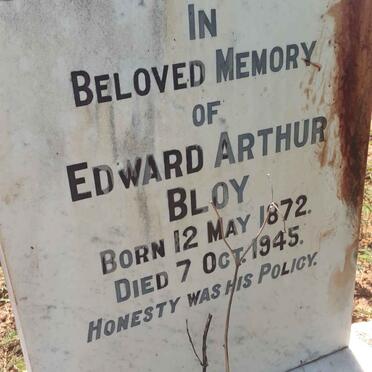 IN
BELOVED MEMORY
OF
EDWARD ARTHUR
BLOY
BORN 12 MAY 1872.
DIED 7 OCT 1945.
HONESTY WAS HIS POLICY.